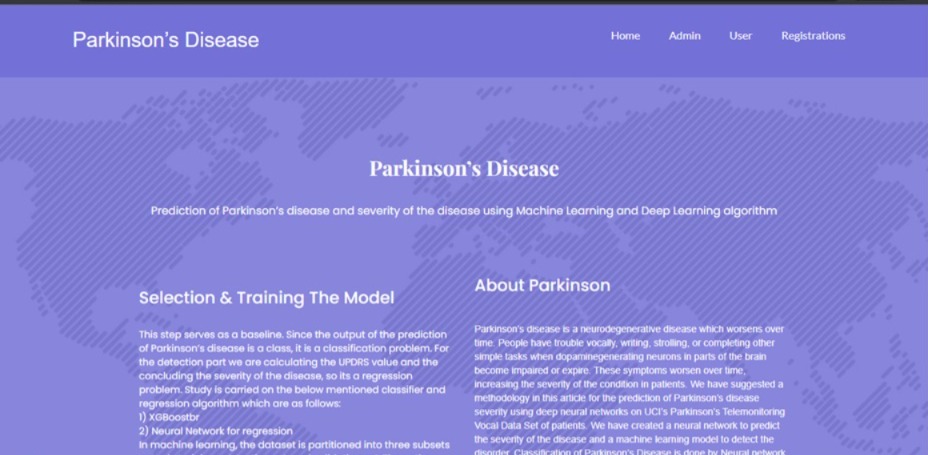 Parkinson's Disease
Home Admin User Registrations
Parkinson's Disease
Prediction of Parkinson's disease and severity of the disease using Machine Learning and Deep Learning algorithm
Selection & Training The Model
This step serves as a baseline. Since the output of the prediction
of Parkinson's disease is a class, it is a classification problem. For
the detection part we are calculating the UPDRS value and the
concluding the severity of the disease, so its a regression
problem. Study is carried on the below mentioned classifier and
regression algorithm which are as follows:
1) XGBoostbr
2) Neural Network for regression
In machine learning, the dataset is partitioned into three subsets
About Parkinson
Parkinson's disease is a neurodegenerative disease which worsens over
time. People have trouble vocally, writing, strolling, or completing other
simple tasks when dopaminegenerating neurons in parts of the brain
become impaired or expire. These symptoms worsen over time,
increasing the severity of the condition in patients. We have suggested a
methodology in this article for the prediction of Parkinson's disease
severity using deep neural networks on UCI's Parkinson's Telemonitoring
Vocal Data Set of patients. We have created a neural network to predict
the severity of the disease and a machine learning model to detect the
disorder. Classification of Parkinson's Disease is done by Neural network